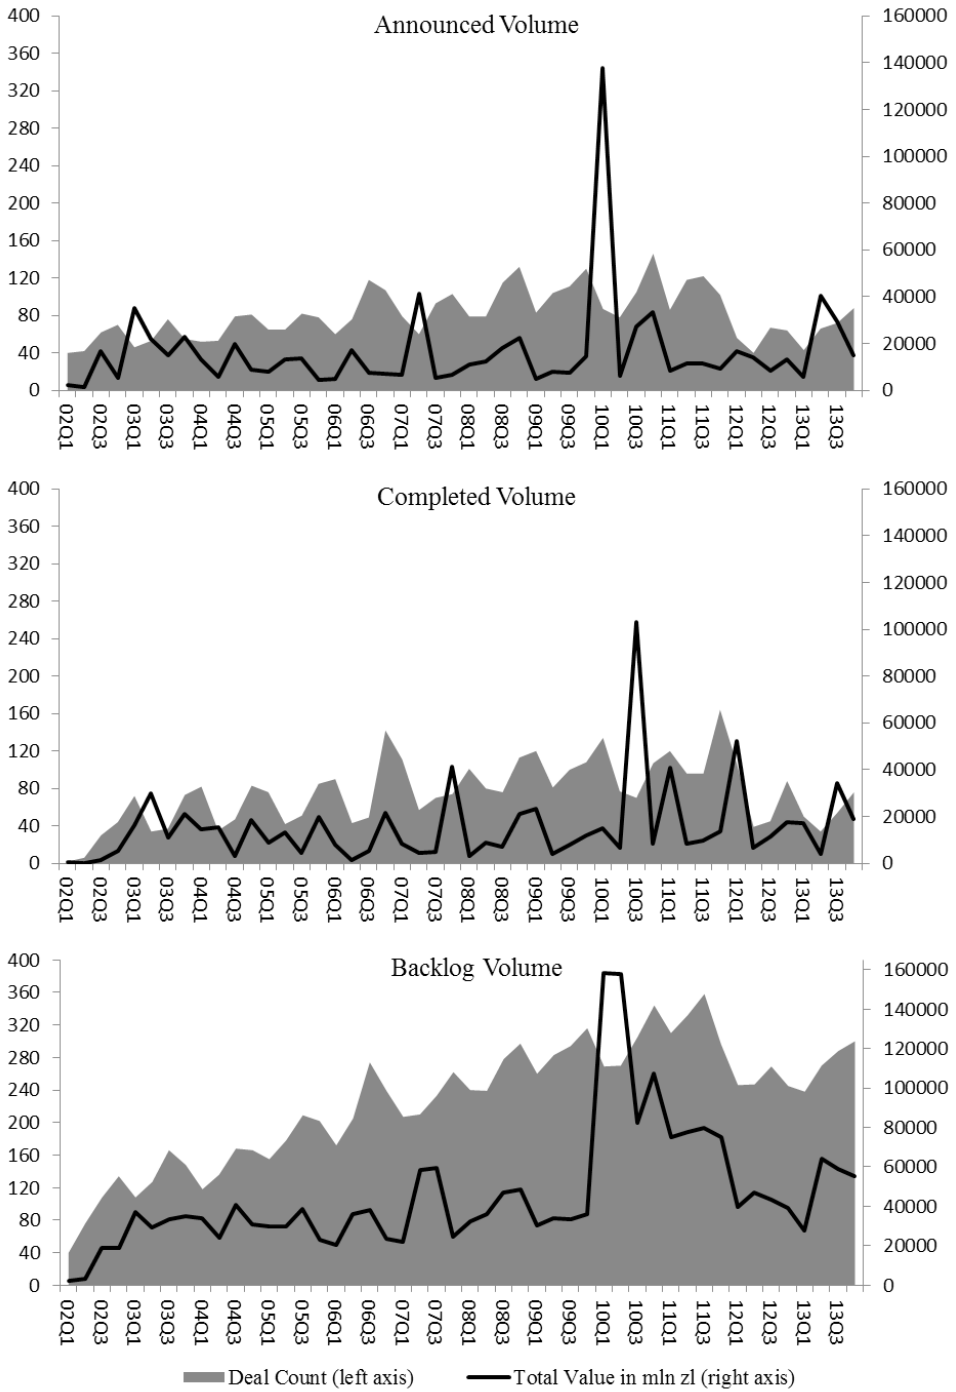 Announced Volume
400
360
320
280
240
200
160
120
80
40
0
160000
140000
120000
100000
80000
60000
40000
20000
0
02Q1
02Q3
03Q1
03Q3
04Q1
04Q3
05Q1
05Q3
06Q1
06Q3
07Q1
07Q3
08Q1
08Q3
09Q1
09Q3
10Q1
10Q3
11Q1
11Q3
12Q1
12Q3
13Q1
13Q3
Completed Volume
400
360
320
280
240
200
160
120
80
40
0
160000
140000
120000
100000
80000
60000
40000
20000
0
02Q1
02Q3
03Q1
03Q3
04Q1
04Q3
05Q1
05Q3
06Q1
06Q3
07Q1
07Q3
08Q1
08Q3
09Q1
09Q3
10Q1
10Q3
11Q1
11Q3
12Q1
12Q3
13Q1
13Q3
Backlog Volume
400
360
320
280
240
200
160
120
80
40
0
160000
140000
120000
100000
80000
60000
40000
20000
0
02Q1
02Q3
03Q1
03Q3
04Q1
04Q3
05Q1
05Q3
06Q1
06Q3
07Q1
07Q3
08Q1
08Q3
09Q1
09Q3
10Q1
10Q3
11Q1
11Q3
12Q1
12Q3
13Q1
13Q3
Deal Count (left axis)
Total Value in mln zl (right axis)